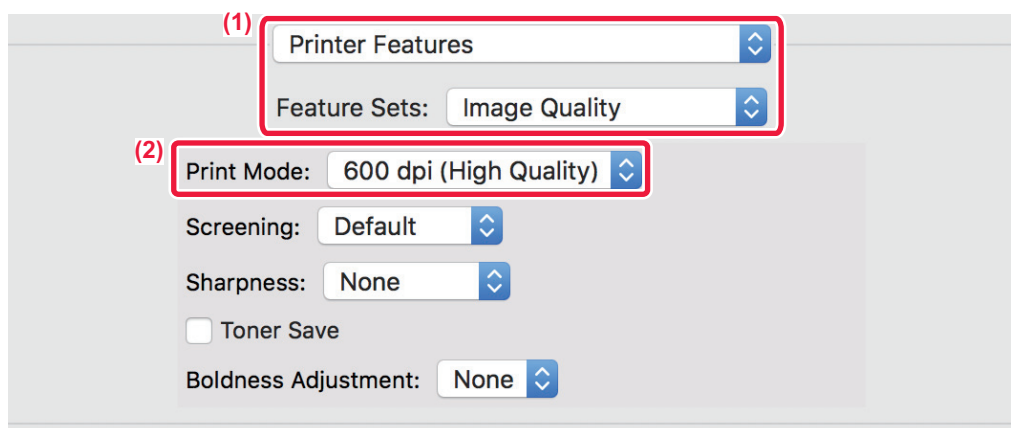 (1)
Printer Features
Feature Sets: Image Quality
(2)
Print Mode: 600 dpi (High Quality)
Screening: Default
Sharpness: None
Toner Save
Boldness Adjustment: None